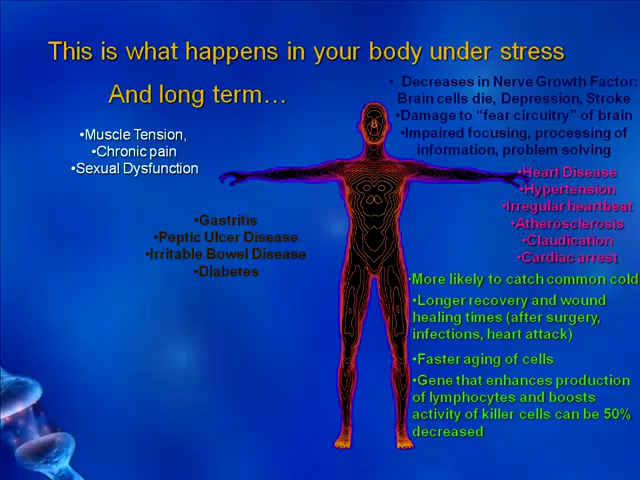 This is what happens in your body under stress
And long term…
•Muscle Tension,
•Chronic pain
•Sexual Dysfunction
•Gastritis
•Peptic Ulcer Disease
•Irritable Bowel Disease
•Diabetes
• Decreases in Nerve Growth Factor:
Brain cells die, Depression, Stroke
•Damage to “fear circuitry” of brain
•Impaired focusing, processing of
information, problem solving
•Heart Disease
•Hypertension
•Irregular heartbeat
•Atherosclerosis
•Claudication
•Cardiac arrest
•More likely to catch common cold
•Longer recovery and wound
healing times (after surgery,
infections, heart attack)
•Faster aging of cells
•Gene that enhances production
of lymphocytes and boosts
activity of killer cells can be 50%
decreased